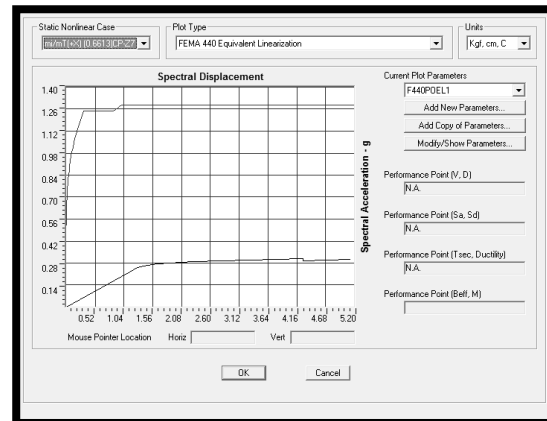 Static Nonlinear Case
Plot Type
Units
FEMA 440 Equivalent Linearization
Kgf, cm, C
Spectral Displacement
Current Plot Parameters
F440POEL1
Add New Parameters...
Add Copy of Parameters...
Modify/Show Parameters...
1.40
1.26
1.12
0.98
0.84
0.70
0.56
0.42
0.28
0.14
Spectral Acceleration - g
Performance Point (V, D)
N.A.
Performance Point (Sa, Sd)
N.A.
Performance Point (Tsec, Ductility)
N.A.
Performance Point (Beff, M)
0.52 1.04 1.56 2.08 2.60 3.12 3.64 4.16 4.68 5.20
Mouse Pointer Location Horiz Vert
OK Cancel